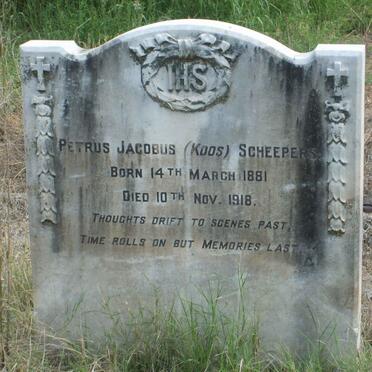 IHS
PETRUS JACOBUS (KOOS) SCHEEPERS
BORN 14TH MARCH 1881
DIED 10TH NOV. 1918.
THOUGHTS DRIFT TO SCENES PAST,
TIME ROLLS ON BUT MEMORIES LAST